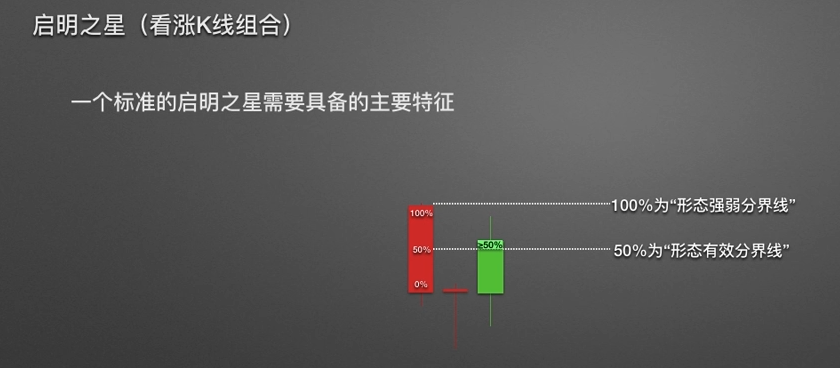 启明之星（看涨K线组合）
一个标准的启明之星需要具备的主要特征
100% 100%为“形态强弱分界线”
≥50%
50% 50%为“形态有效分界线”
0%